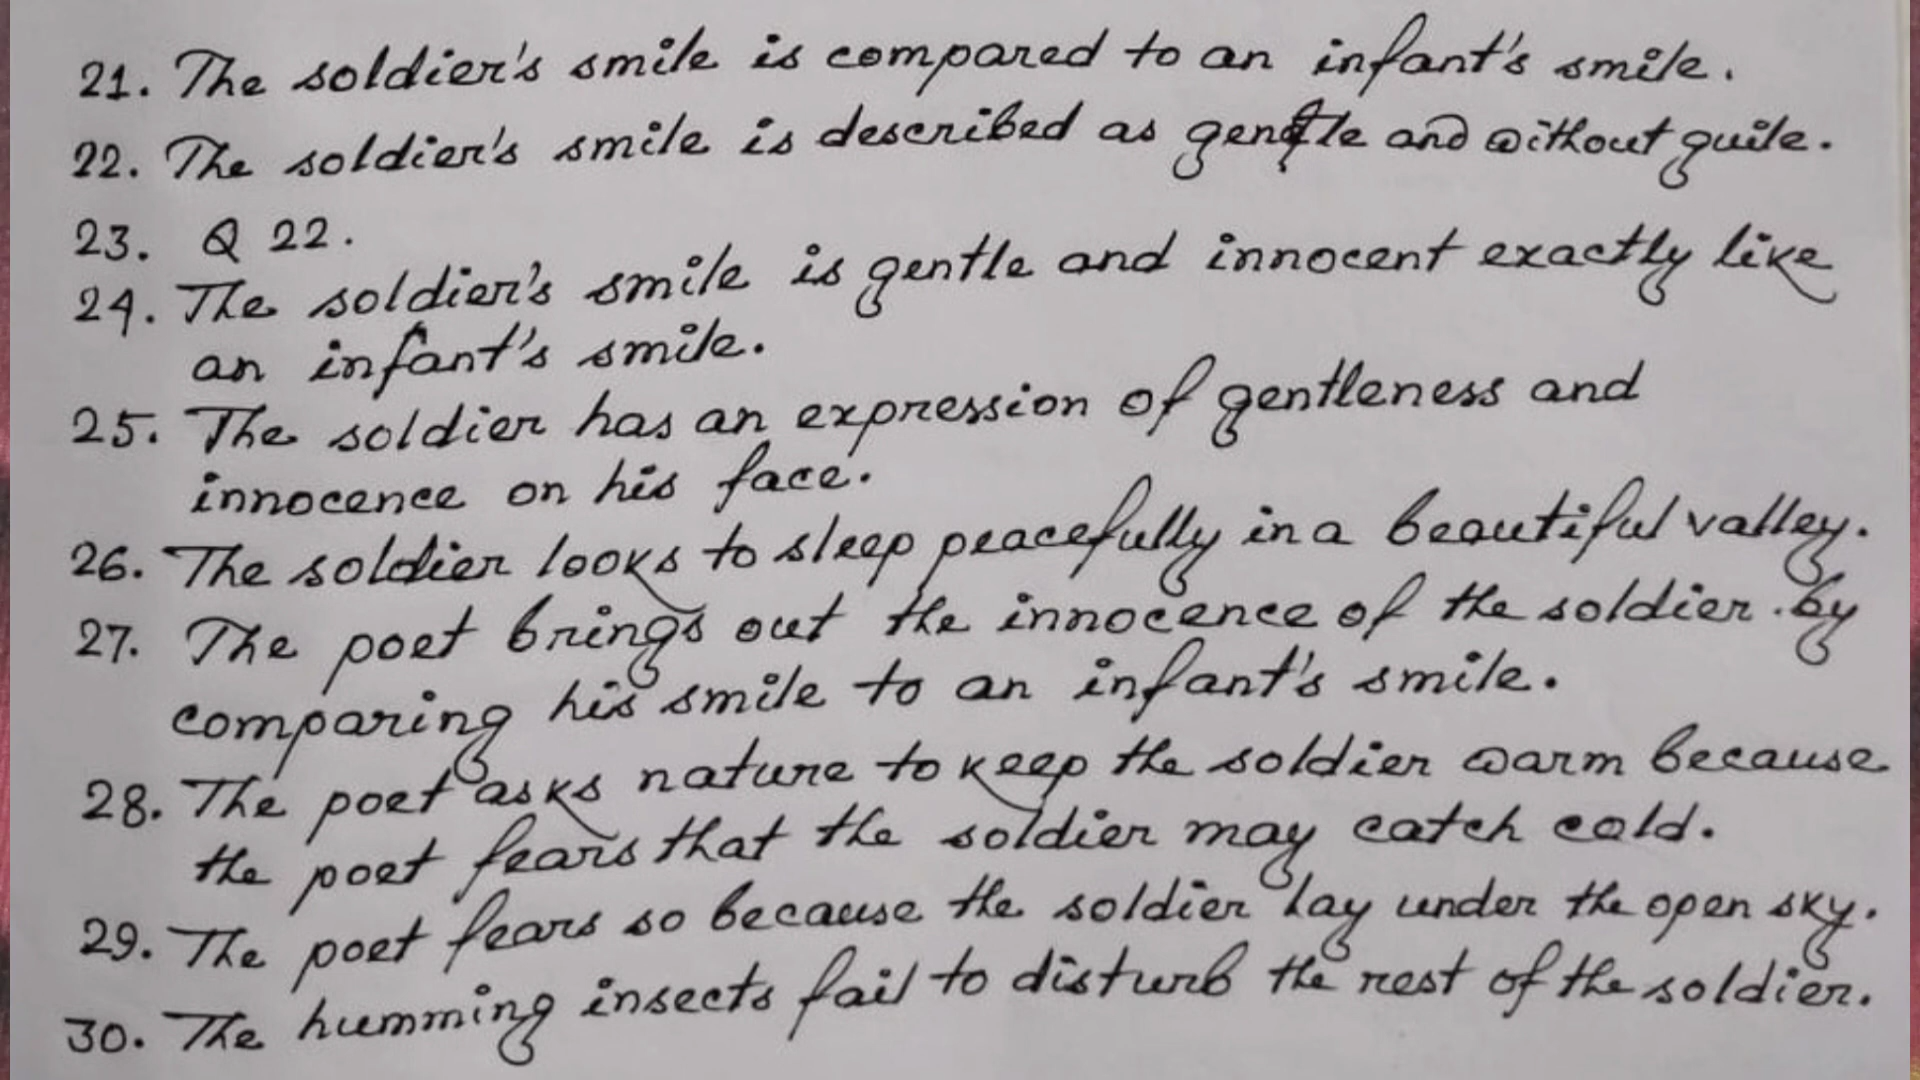 21. The soldier's smile is compared to an infant's smile.
22. The soldier's smile is described as gentle and without guile.
23. Q 22.
24. The soldier's smile is gentle and innocent exactly like
an infant's smile.
25. The soldier has an expression of gentleness and
innocence on his face.
26. The soldier looks to sleep peacefully in a beautiful valley.
27. The poet brings out the innocence of the soldier by
comparing his smile to an infant's smile.
28. The poet asks nature to keep the soldier warm because
the poet fears that the soldier may catch cold.
29. The poet fears so because the soldier lay under the open sky.
30. The humming insects fail to disturb the rest of the soldier.